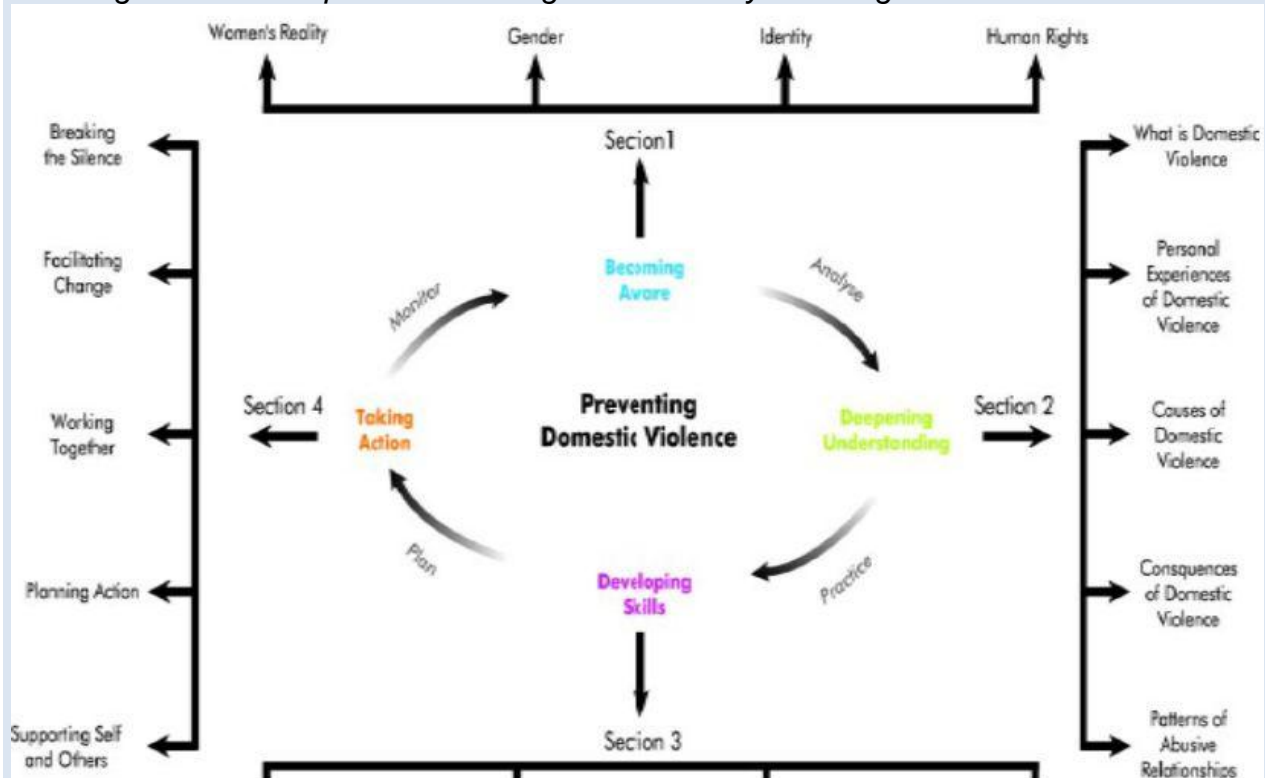 Women's Reality
Gender
Identity
Human Rights
Breaking
the Silence
Secion1
What is Domestic
Violence
Facilitating
Change
Monitor
Becoming
Aware
Analyse
Personal
Experiences
of Domestic
Violence
Working
Together
Section 4
Taking
Action
Preventing
Domestic Violence
Deepening
Understanding
Section 2
Causes of
Domestic
Violence
Planning Action
Plan
Developing
Skills
Practice
Consquences
of Domestic
Violence
Supporting Self
and Others
Secion 3
Patterns of
Abusive
Relationships